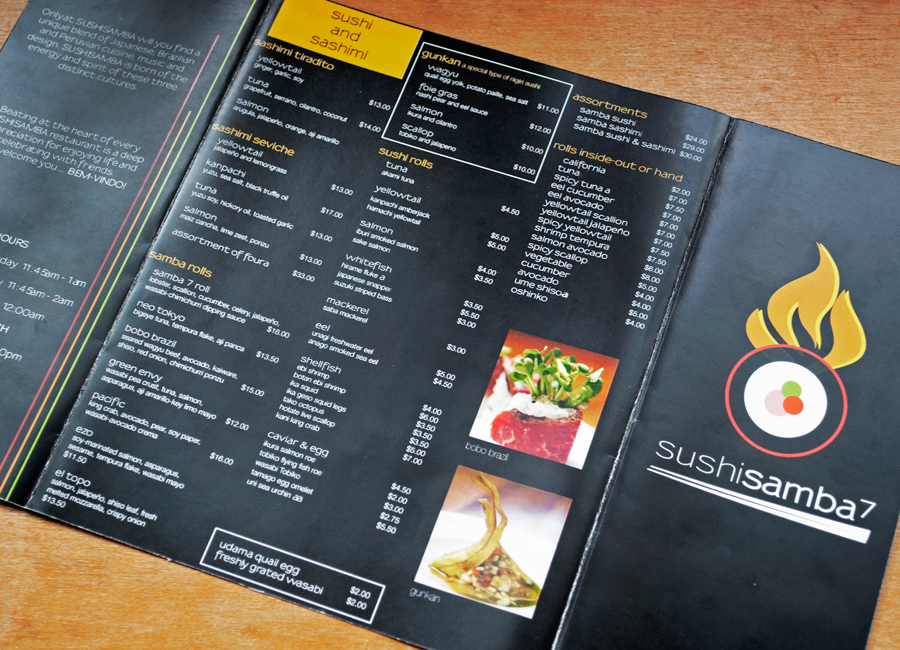 Only at SUSHISAMBA will you find a
unique blend of Japanese, Brazilian
and Peruvian cuisine, music and
design. SUSHISAMBA is born of the
energy and spirit of these three
distinct cultures.
Beating at the heart of every
SHISAMBA restaurant is a deep
preciation for enjoying life and
celebrating with friends.
welcome you ... BEM-VINDO!
OURS
day 11:45am - 1am
11:45am - 2am
12:00am
0pm
sushi
and
sashimi
sashimi tiradito
yellowtail
ginger, garlic, soy
$13.00
tuna
grapefruit, serrano, cilantro, coconut
$14.00
salmon
arugula, jalapeño, orange, aji amarillo
sashimi seviche
yellowtail
jalapeño and lemongrass
$13.00
kanpachi
yuzu, sea salt, black truffle oil
$17.00
tuna
yuzu soy, hickory oil, toasted garlic
$13.00
salmon
maiz cancha, lime zest, ponzu
$13.00
assortment of foura
$33.00
samba rolls
samba 7 roll
lobster, scallion, cucumber, celery, jalapeño,
wasabi-chimichurri dipping sauce
$16.00
neo tokyo
bigeye tuna, tempura flake, aji panca
$13.50
bobo brazil
seared wagyu beef, avocado, kaiware,
shiso, red onion, chimichurri ponzu
$15.00
green envy
wasabi pea crust, tuna, salmon,
asparagus, aji amarillo-key limo mayo
$12.00
pacific
king crab, avocado, pear, soy paper,
wasabi-avocado crema
$16.00
ezo
soy-marinated salmon, asparagus,
sesame, tempura flake, wasabi mayo
$11.50
el topo
salmon, jalapeño, shiso leaf, fresh
melted mozzarella, crispy onion
$13.50
gunkan a special type of nigiri sushi
wagyu
quail egg yolk, potato paille, sea salt
$11.00
foie gras
nashi pear and eel sauce
$12.00
salmon
ikura and cilantro
$10.00
scallop
tobiko and jalapeño
$10.00
sushi rolls
tuna
akami tuna
$4.50
yellowtail
kanpachi amberjack
hamachi yellowtail
$5.00
$5.00
salmon
iburi smoked salmon
sake salmon
$4.00
$3.50
whitefish
hirame fluke
japanese snapper
suzuki striped bass
$3.50
$5.50
$3.00
mackerel
saba mackerel
$3.00
eel
unagi freshwater eel
anago smoked sea eel
$5.00
$4.50
shellfish
ebi shrimp
botan ebi shrimp
ika squid
ika geso squid legs
tako octopus
hotate live scallop
kani king crab
$4.00
$6.00
$3.50
$3.50
$3.50
$5.00
$7.00
caviar & egg
ikura salmon roe
tobiko flying fish roe
wasabi Tobiko
tamago egg omelet
uni sea urchin
$4.50
$2.00
$3.00
$2.75
$5.50
udama quail egg
freshly grated wasabi
$2.00
$2.00
assortments
samba sushi
samba sashimi
samba sushi & sashimi
$24.00
$29.00
$30.00
rolls inside-out or hand
california
tuna
spicy tuna
eel cucumber
eel avocado
yellowtail scallion
yellowtail jalapeño
spicy yellowtail
shrimp tempura
salmon avocado
spicy scallop
vegetable
cucumber
avocado
ume shiso
oshinko
$2.00
$7.00
$7.50
$7.00
$7.00
$7.00
$7.00
$7.50
$7.50
$6.00
$8.00
$5.00
$4.00
$4.00
$5.00
$4.00
bobo brazil
gunkan
sushisamba7